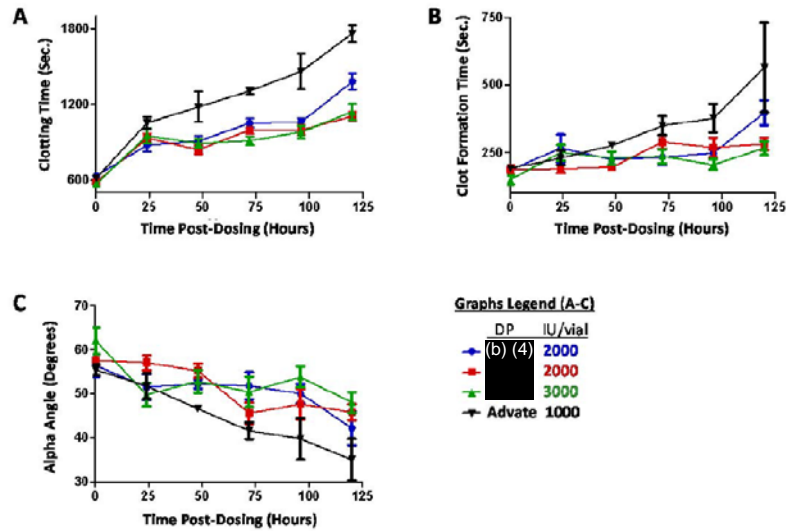 A
Clotting Time (Sec.)
1800
1200
600
0 25 50 75 100 125
Time Post-Dosing (Hours)
B
Clot Formation Time (Sec.)
750
500
250
0 25 50 75 100 125
Time Post-Dosing (Hours)
C
Alpha Angle (Degrees)
70
60
50
40
30
0 25 50 75 100 125
Time Post-Dosing (Hours)
Graphs Legend (A-C)
DP IU/vial
(b) (4) 2000
2000
3000
Advate 1000